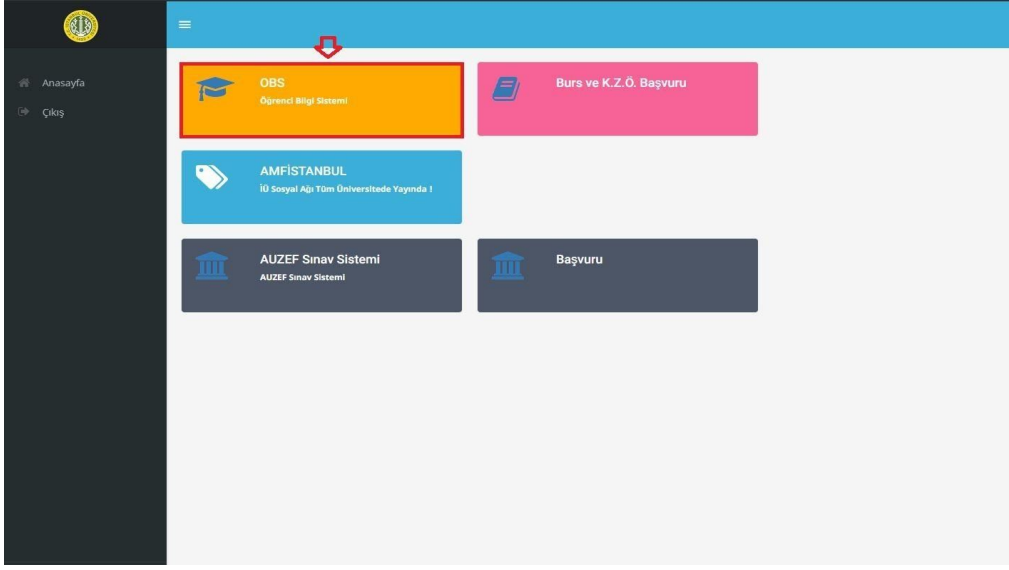 Anasayfa
Çıkış
OBS
Öğrenci Bilgi Sistemi
Burs ve K.Z.Ö. Başvuru
AMFİSTANBUL
İÜ Sosyal Ağı Tüm Üniversitede Yayında !
AUZEF Sınav Sistemi
AUZEF Sınav Sistemi
Başvuru